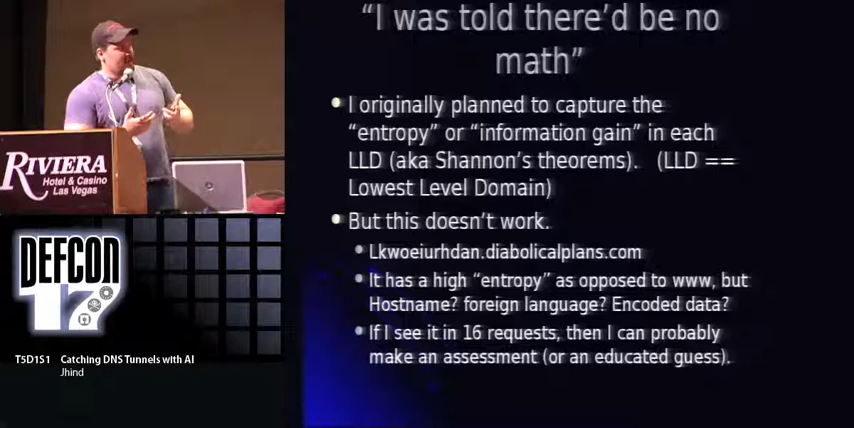 "I was told there'd be no
math"
I originally planned to capture the
"entropy" or "information gain" in each
LLD (aka Shannon's theorems). (LLD ==
Lowest Level Domain)
But this doesn't work.
Lkwoeiurhdan.diabolicalplans.com
It has a high "entropy" as opposed to www, but
Hostname? foreign language? Encoded data?
If I see it in 16 requests, then I can probably
make an assessment (or an educated guess).
RIVIERA
Hotel & Casino
Las Vegas
DEFCON
17
T5D1S1 Catching DNS Tunnels with AI
Jhind